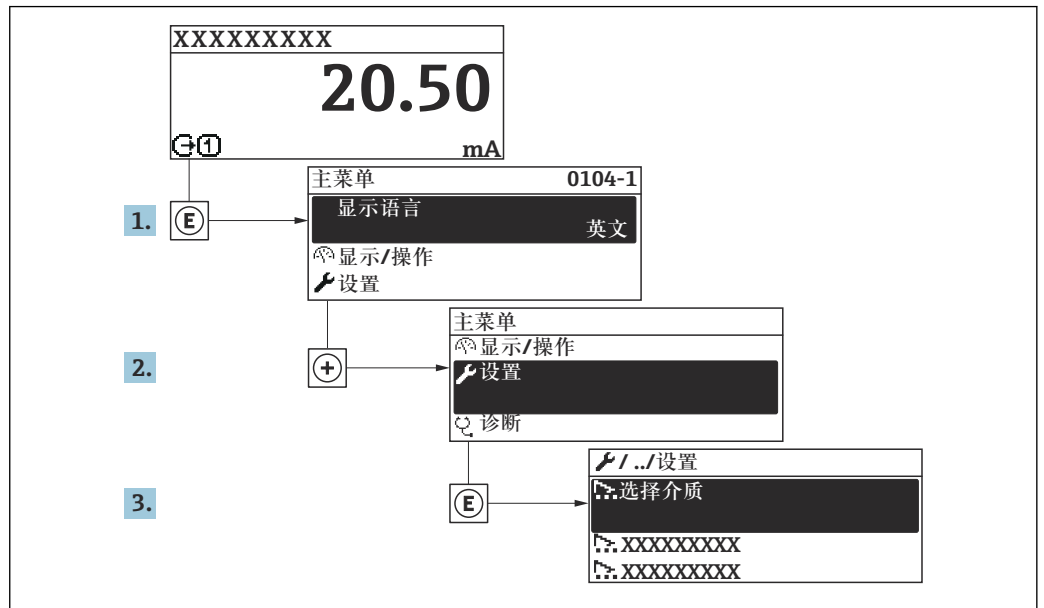 XXXXXXXXX
20.50
1
mA
主菜单 0104-1
1.
E
显示语言
英文
显示/操作
设置
主菜单
显示/操作
2.
+
设置
诊断
/ ../设置
3.
E
选择介质
XXXXXXXXX
XXXXXXXXX